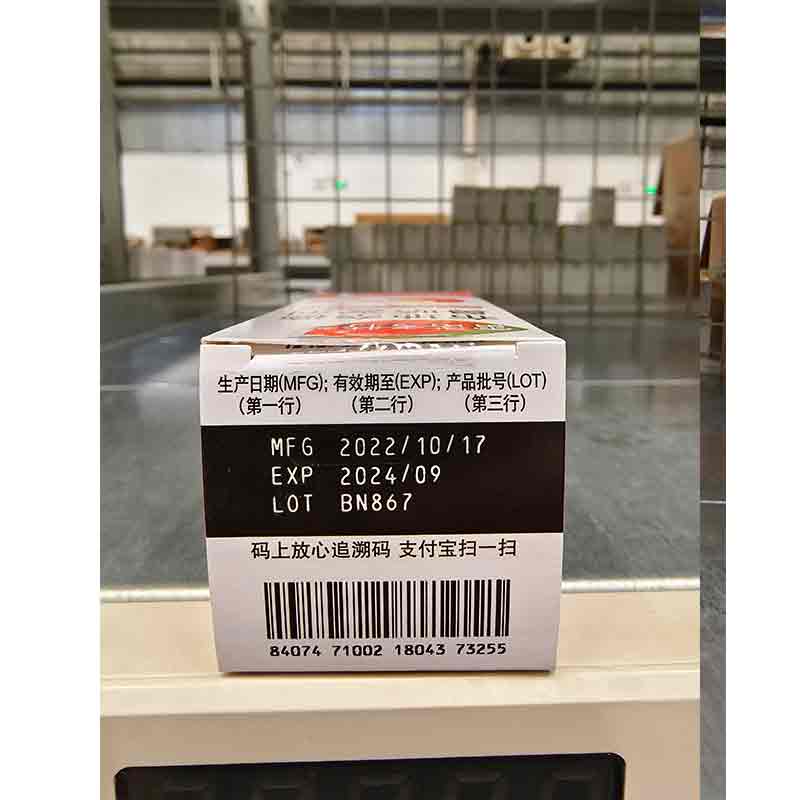 生产日期(MFG); 有效期至(EXP); 产品批号(LOT)
(第一行) (第二行) (第三行)
MFG 2022/10/17
EXP 2024/09
LOT BN867
码上放心追溯码 支付宝扫一扫
84074 71002 18043 73255